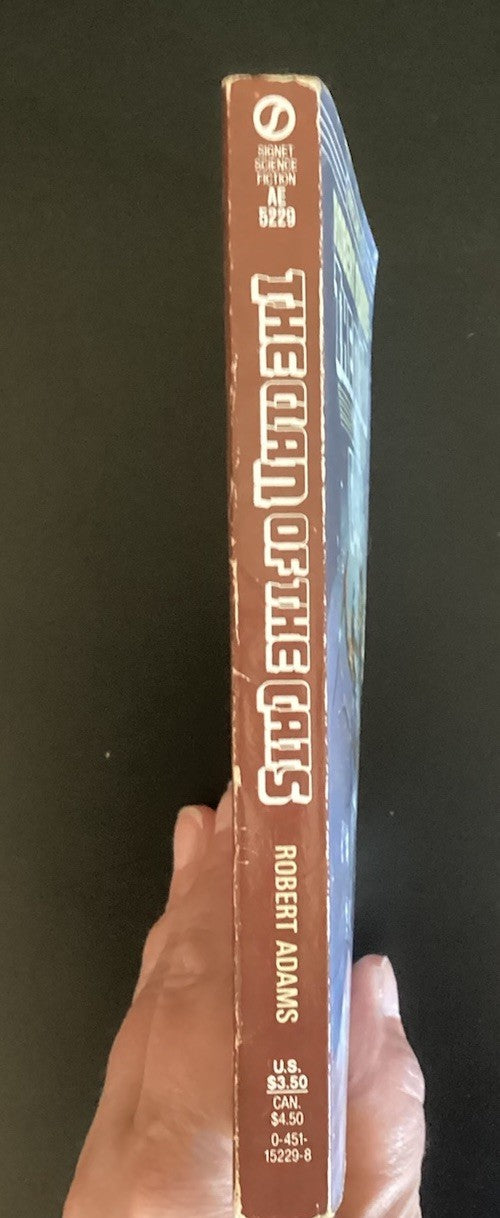 SIGNET
SCIENCE
FICTION
AE
5229
THE CLAN OF THE CATS
ROBERT ADAMS
U.S.
$3.50
CAN.
$4.50
0-451-
15229-8